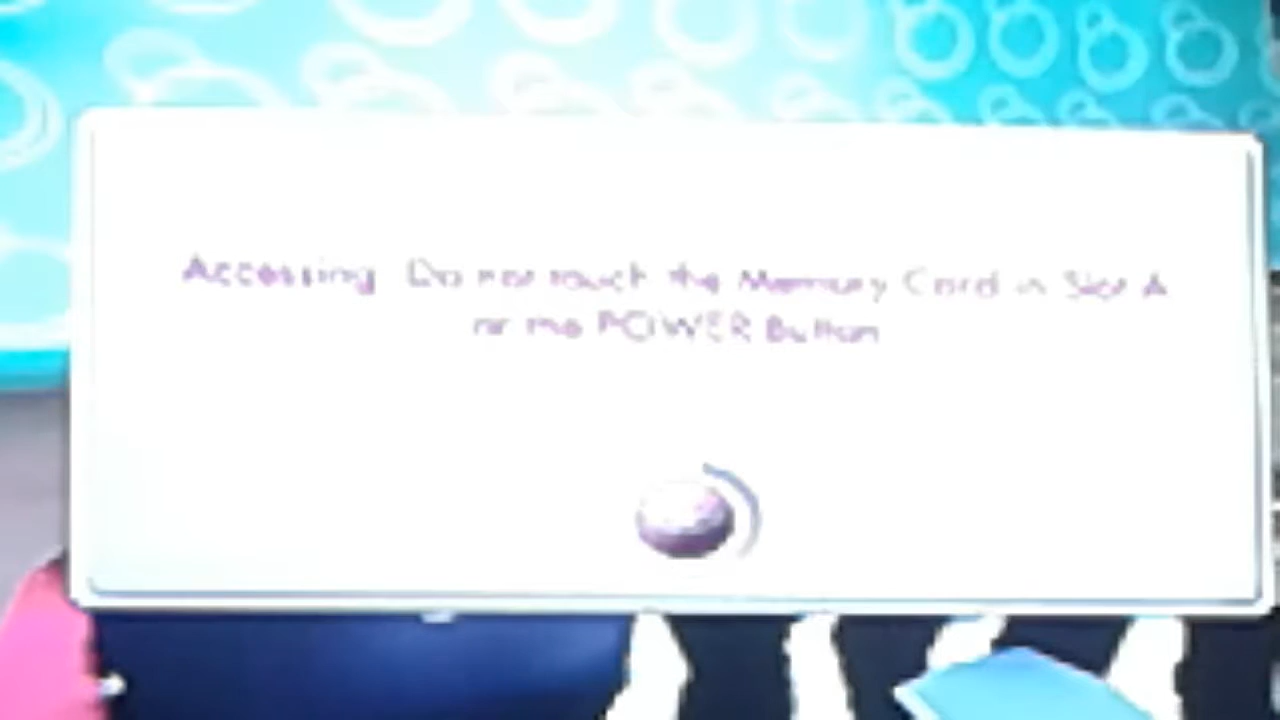 Accessing. Do not touch the Memory Card in Slot A
or the POWER Button